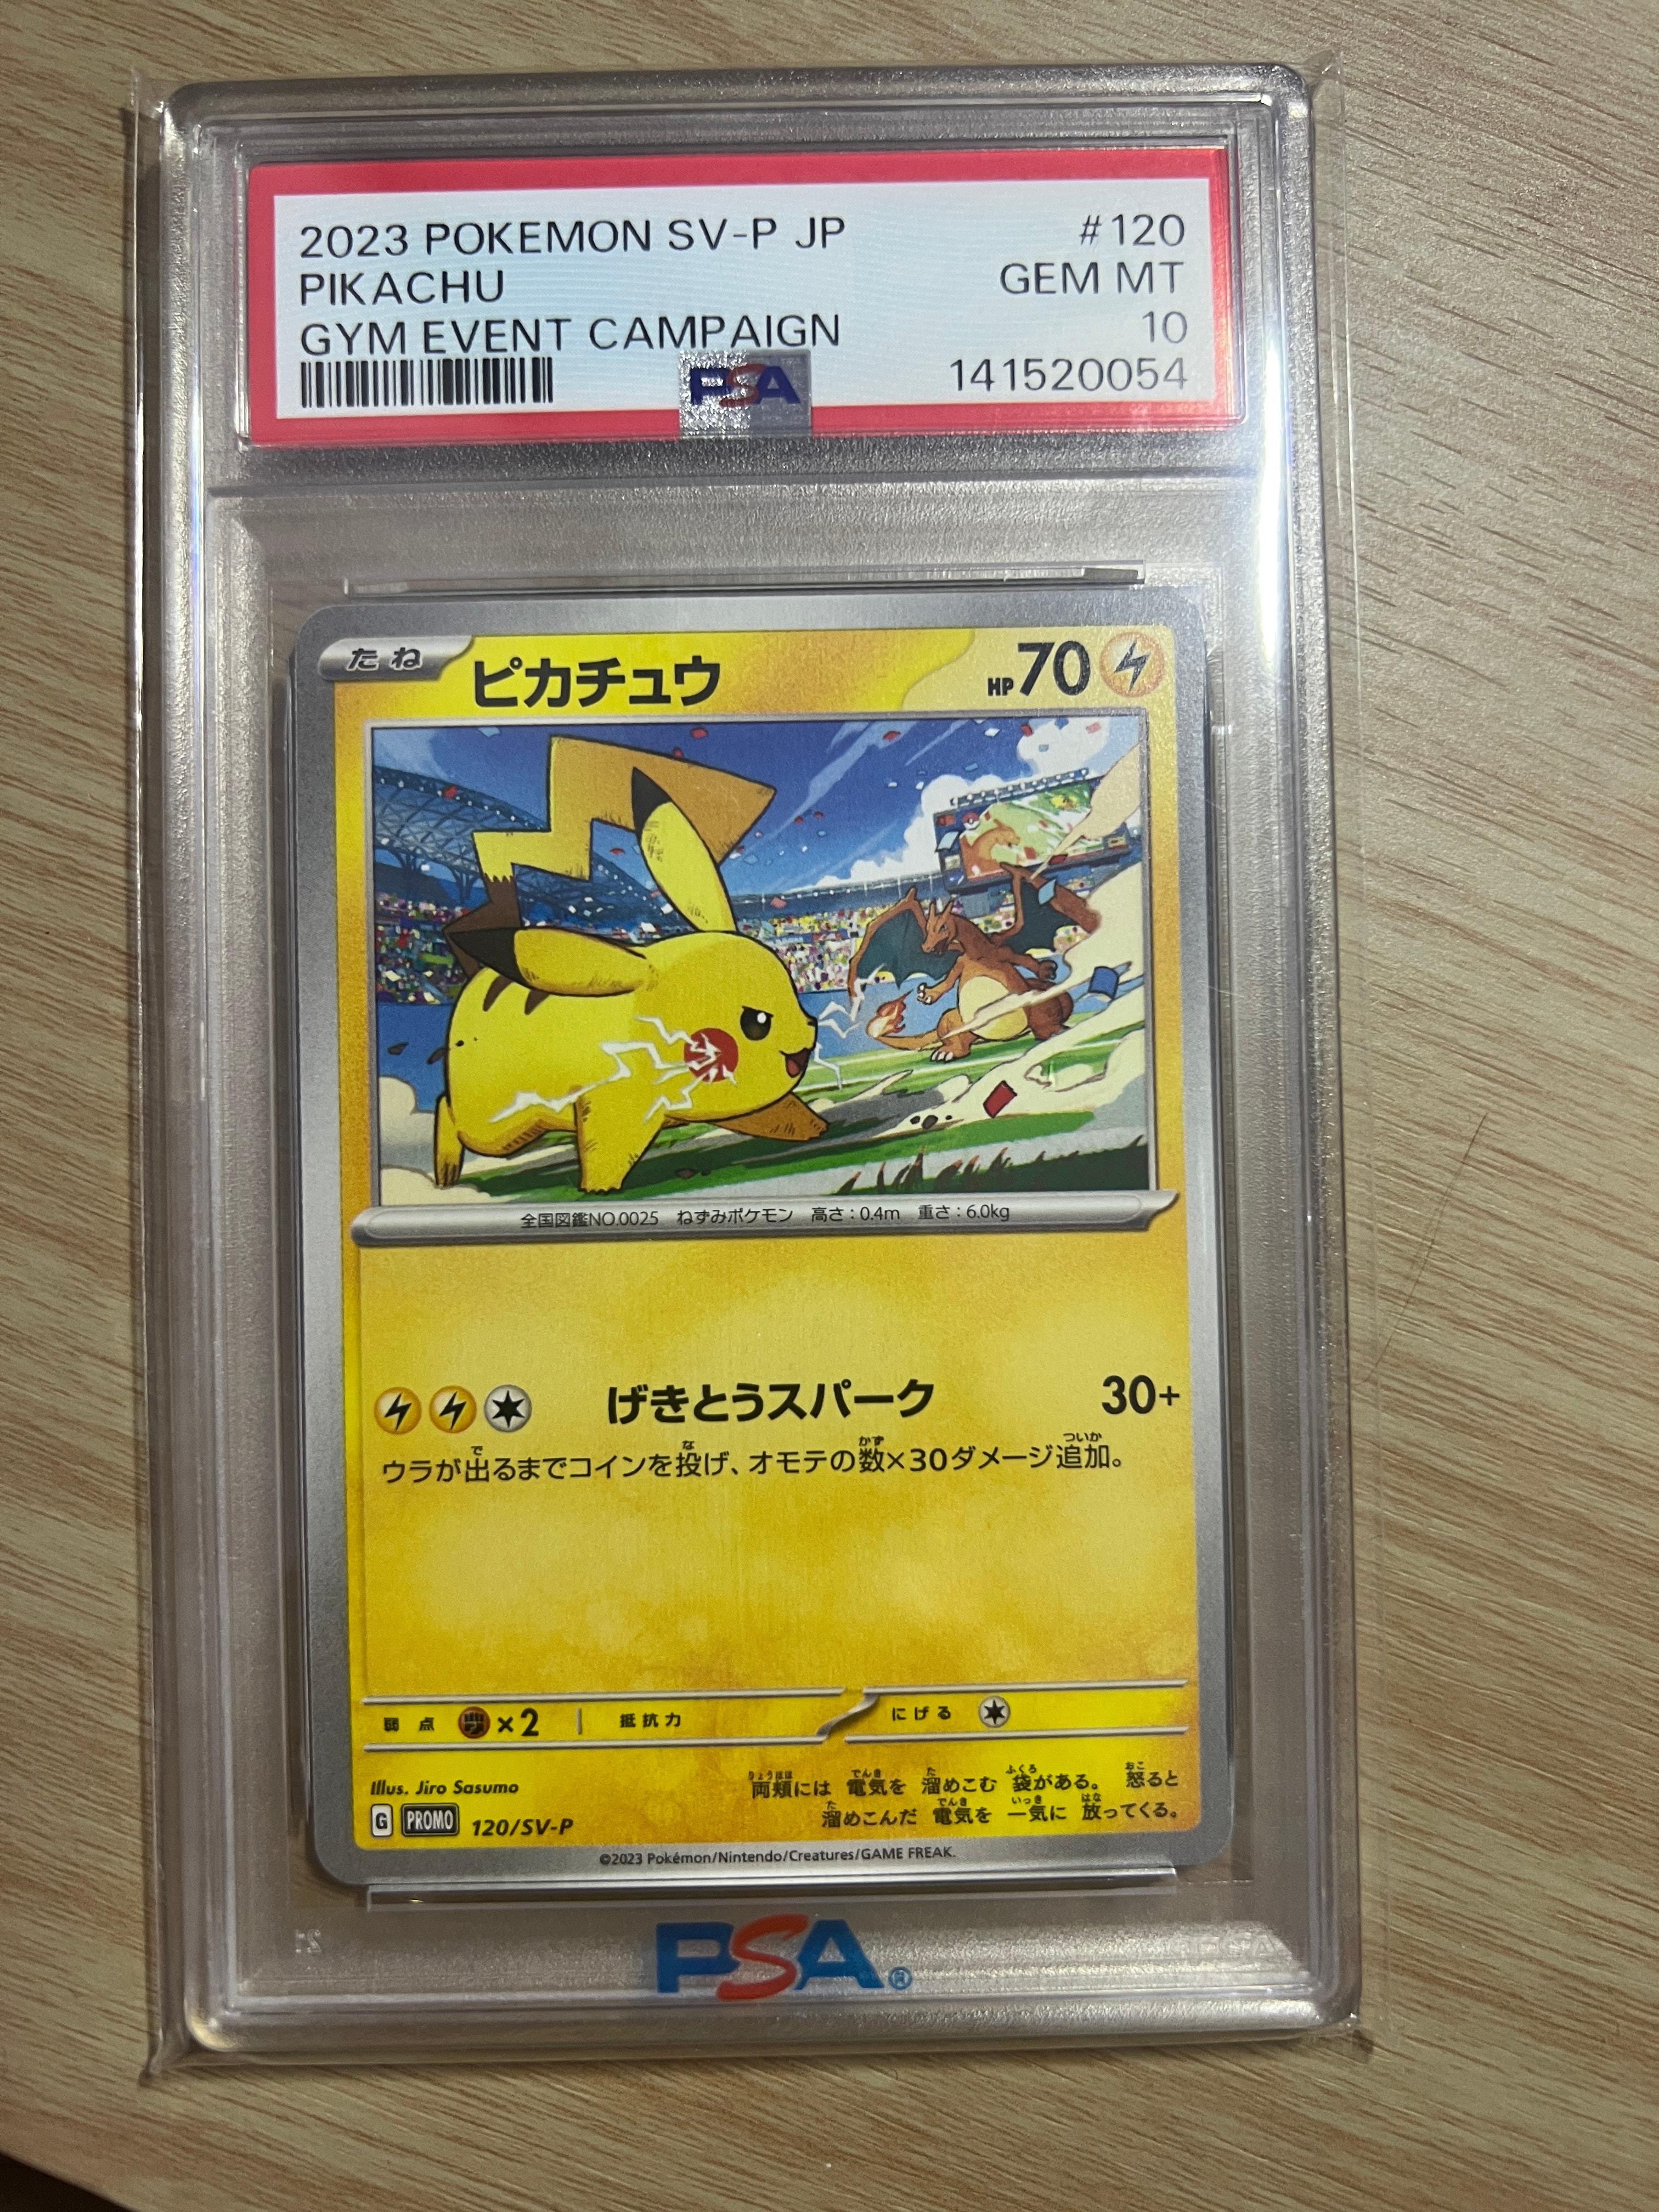 2023 POKEMON SV-P JP #120
PIKACHU GEM MT
GYM EVENT CAMPAIGN 10
PSA 141520054
たね ピカチュウ HP 70
全国図鑑NO.0025 ねずみポケモン 高さ:0.4m 重さ:6.0kg
げきとうスパーク 30+
ウラが出るまでコインを投げ、オモテの数×30ダメージ追加。
弱点 ×2 抵抗力 にげる
Illus. Jiro Sasumo
両頬には 電気を 溜めこむ 袋がある。 怒ると
溜めこんだ 電気を 一気に 放ってくる。
G PROMO 120/SV-P
©2023 Pokémon/Nintendo/Creatures/GAME FREAK.
PSA®